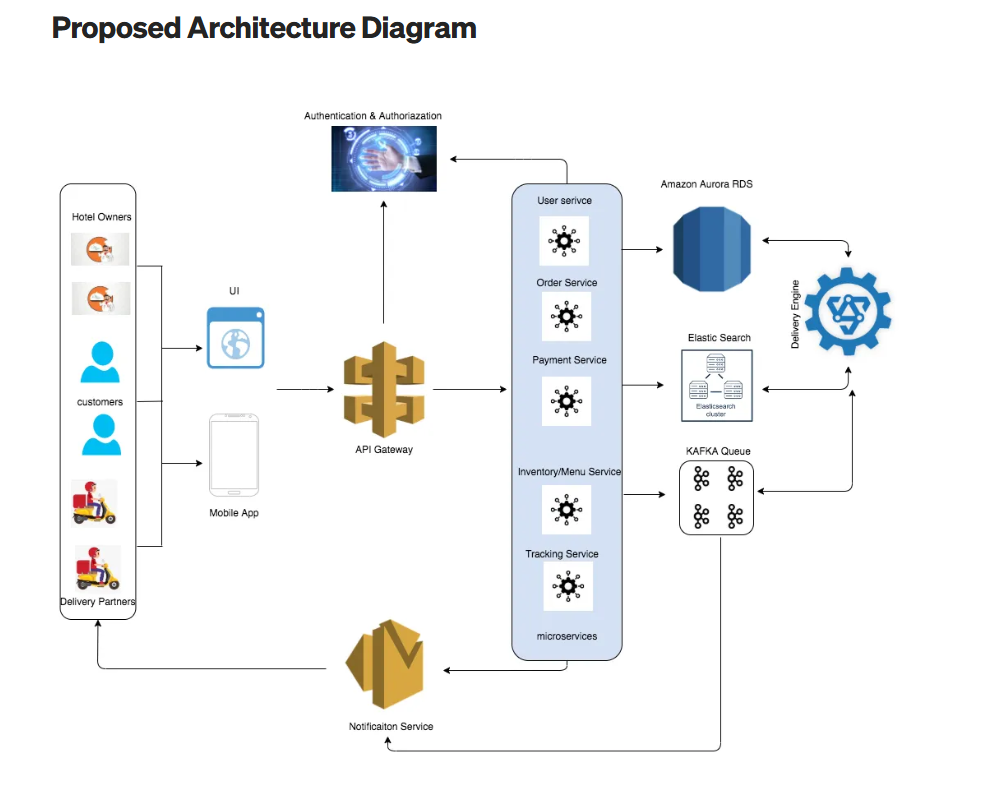 Proposed Architecture Diagram
Authentication & Authoriazation
Hotel Owners
customers
Delivery Partners
UI
Mobile App
API Gateway
User serivce
Order Service
Payment Service
Inventory/Menu Service
Tracking Service
microservices
Amazon Aurora RDS
Elastic Search
Elasticsearch
cluster
KAFKA Queue
Delivery Engine
Notificaiton Service